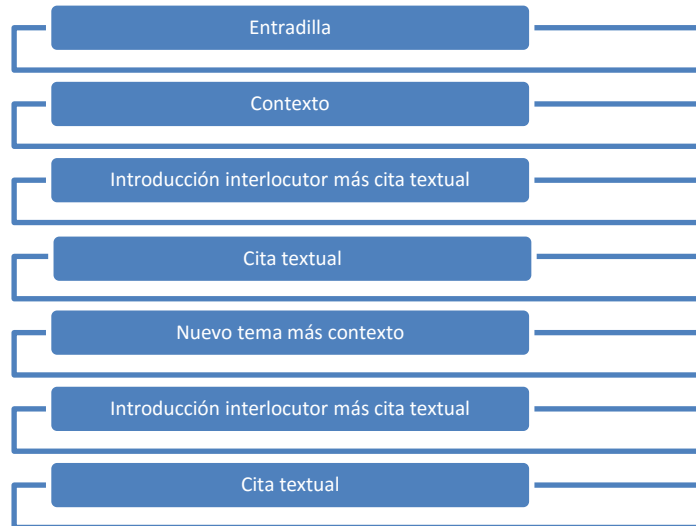 Entradilla
Contexto
Introducción interlocutor más cita textual
Cita textual
Nuevo tema más contexto
Introducción interlocutor más cita textual
Cita textual